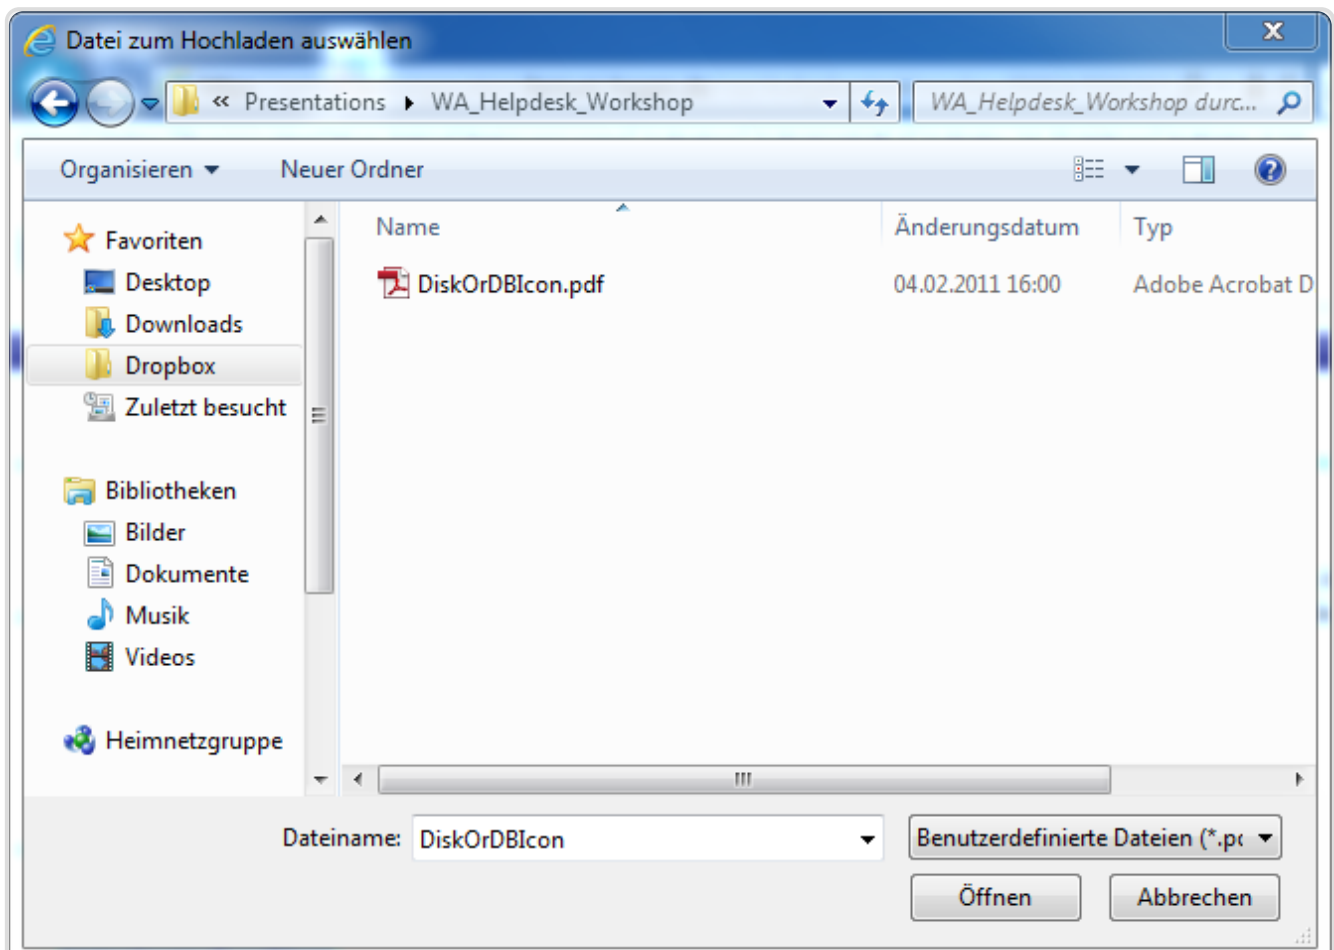 Datei zum Hochladen auswählen
« Presentations ▸ WA_Helpdesk_Workshop
WA_Helpdesk_Workshop durc...
Organisieren Neuer Ordner
Name Änderungsdatum Typ
DiskOrDBIcon.pdf 04.02.2011 16:00 Adobe Acrobat D
Favoriten
Desktop
Downloads
Dropbox
Zuletzt besucht
Bibliotheken
Bilder
Dokumente
Musik
Videos
Heimnetzgruppe
Dateiname: DiskOrDBIcon
Benutzerdefinierte Dateien (*.pc
Öffnen Abbrechen